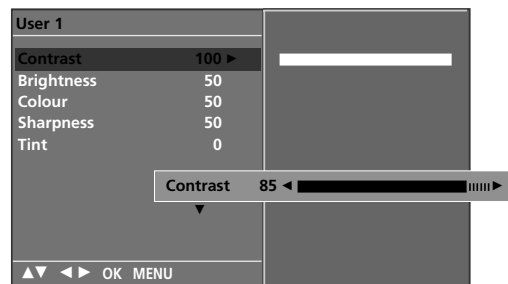 User 1
Contrast 100 ►
Brightness 50
Colour 50
Sharpness 50
Tint 0
Contrast 85 ◄ ►
▼
▲▼ ◄ ► OK MENU